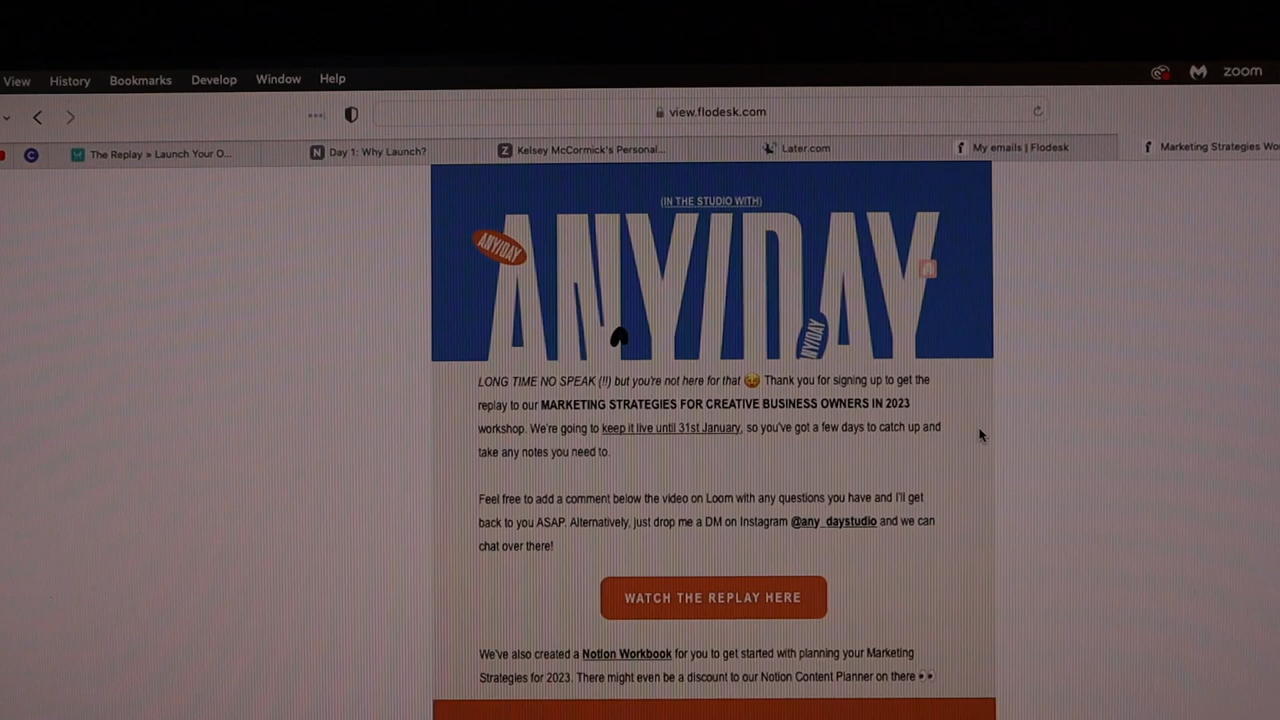 View History Bookmarks Develop Window Help zoom
view.flodesk.com
The Replay » Launch Your O... Day 1: Why Launch? Kelsey McCormick's Personal... Later.com My emails | Flodesk Marketing Strategies Wo
(IN THE STUDIO WITH)
ANY/DAY
ANY/DAY
ANY/DAY
LONG TIME NO SPEAK (!!) but you're not here for that 😉 Thank you for signing up to get the
replay to our MARKETING STRATEGIES FOR CREATIVE BUSINESS OWNERS IN 2023
workshop. We're going to keep it live until 31st January, so you've got a few days to catch up and
take any notes you need to.
Feel free to add a comment below the video on Loom with any questions you have and I'll get
back to you ASAP. Alternatively, just drop me a DM on Instagram @any_daystudio and we can
chat over there!
WATCH THE REPLAY HERE
We've also created a Notion Workbook for you to get started with planning your Marketing
Strategies for 2023. There might even be a discount to our Notion Content Planner on there 👀